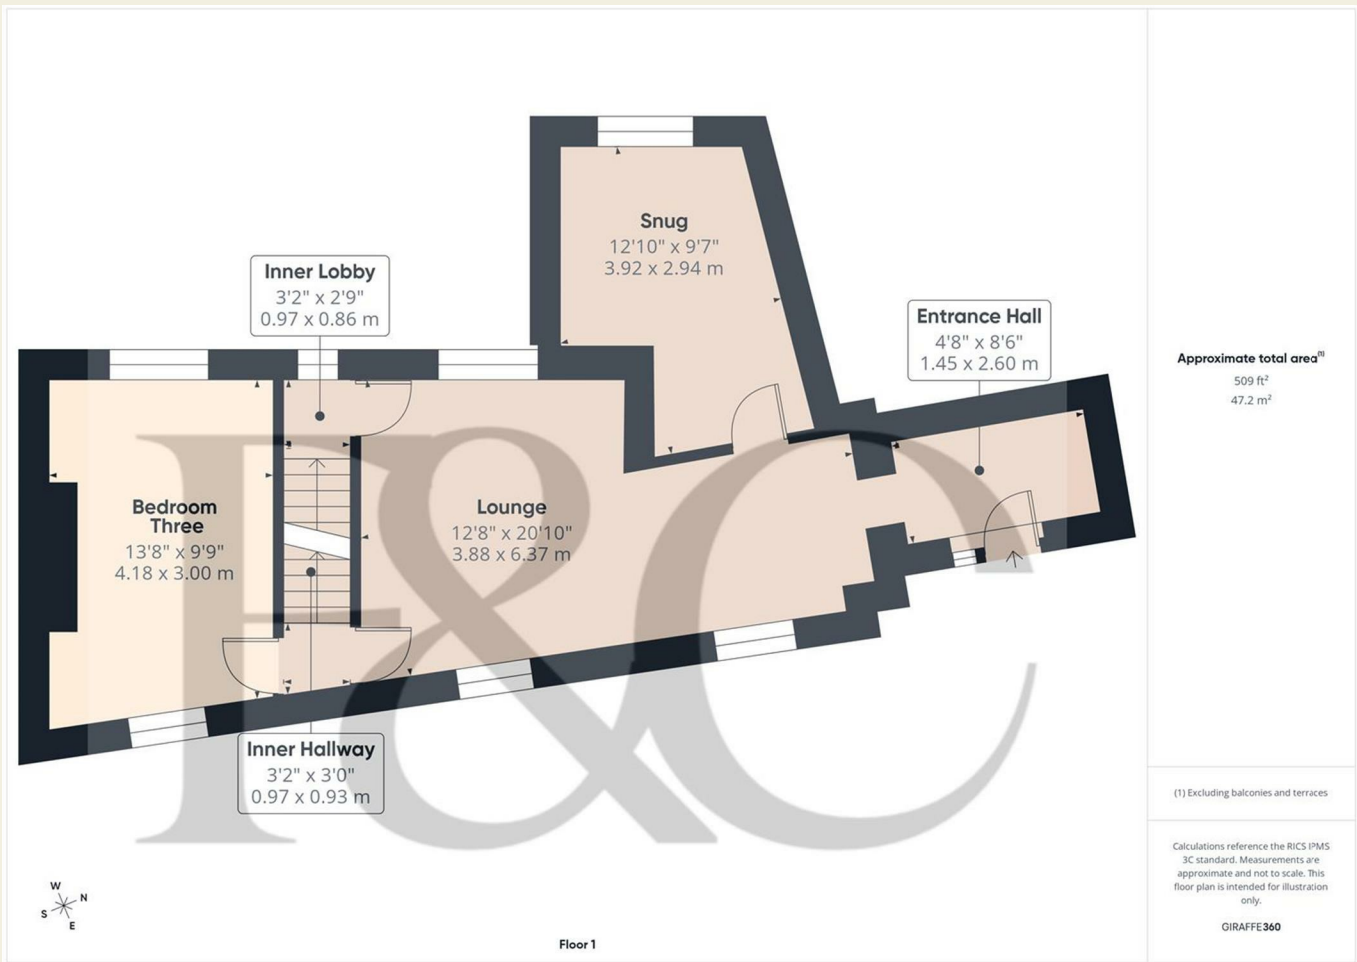 Snug
12'10" x 9'7"
3.92 x 2.94 m
Inner Lobby
3'2" x 2'9"
0.97 x 0.86 m
Entrance Hall
4'8" x 8'6"
1.45 x 2.60 m
Bedroom
Three
13'8" x 9'9"
4.18 x 3.00 m
Lounge
12'8" x 20'10"
3.88 x 6.37 m
Inner Hallway
3'2" x 3'0"
0.97 x 0.93 m
F&C
W
N
S
E
Floor 1
Approximate total area(1)
509 ft²
47.2 m²
(1) Excluding balconies and terraces
Calculations reference the RICS IPMS
3C standard. Measurements are
approximate and not to scale. This
floor plan is intended for illustration
only.
GIRAFFE360